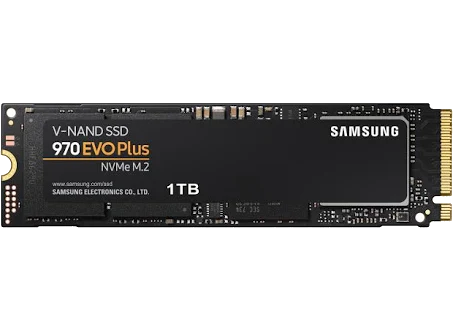 V-NAND SSD
970 EVO Plus
NVMe M.2
SAMSUNG
www.samsung.com/ssd
SAMSUNG ELECTRONICS CO., LTD.
1TB